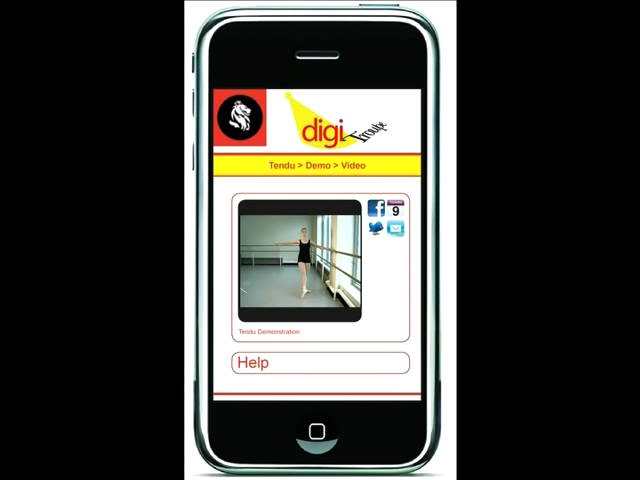 digi Troupe
Tendu > Demo > Video
9
Tendu Demonstration
Help